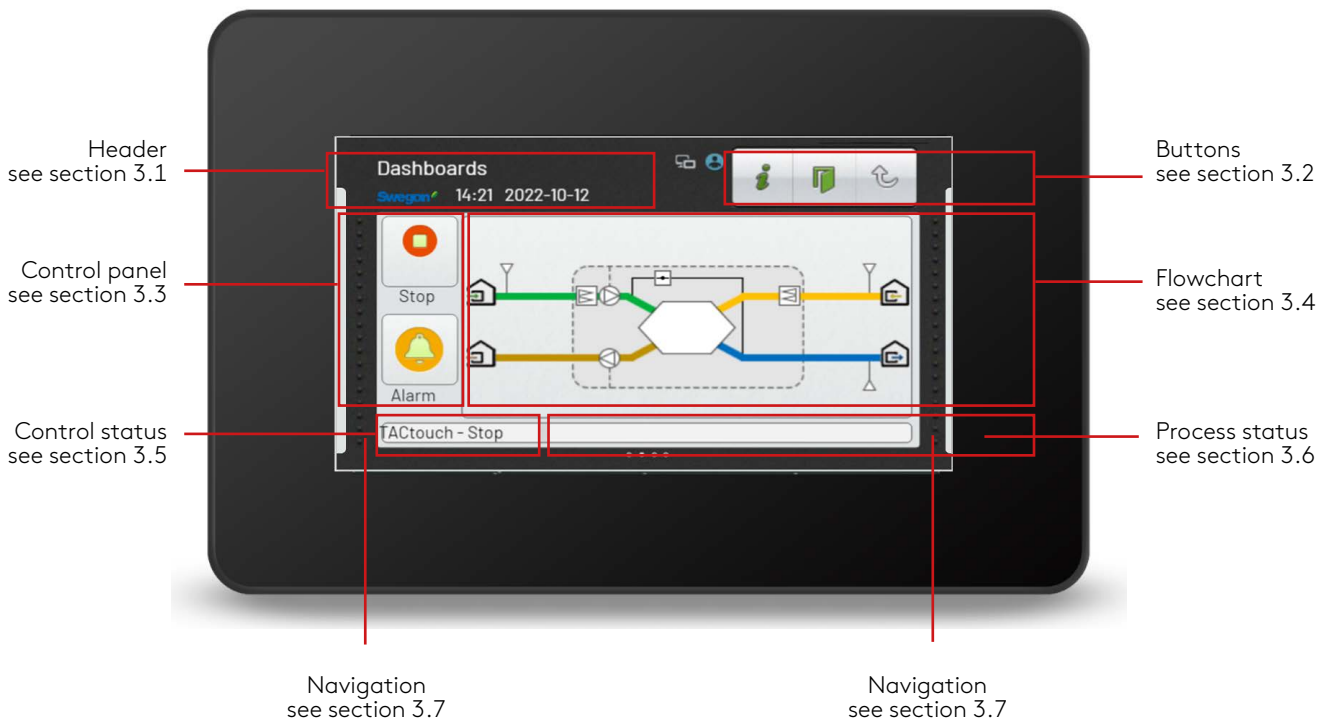 Header
see section 3.1
Control panel
see section 3.3
Control status
see section 3.5
Dashboards
Swegon 14:21 2022-10-12
Stop
Alarm
TACtouch - Stop
Buttons
see section 3.2
Flowchart
see section 3.4
Process status
see section 3.6
Navigation
see section 3.7
Navigation
see section 3.7